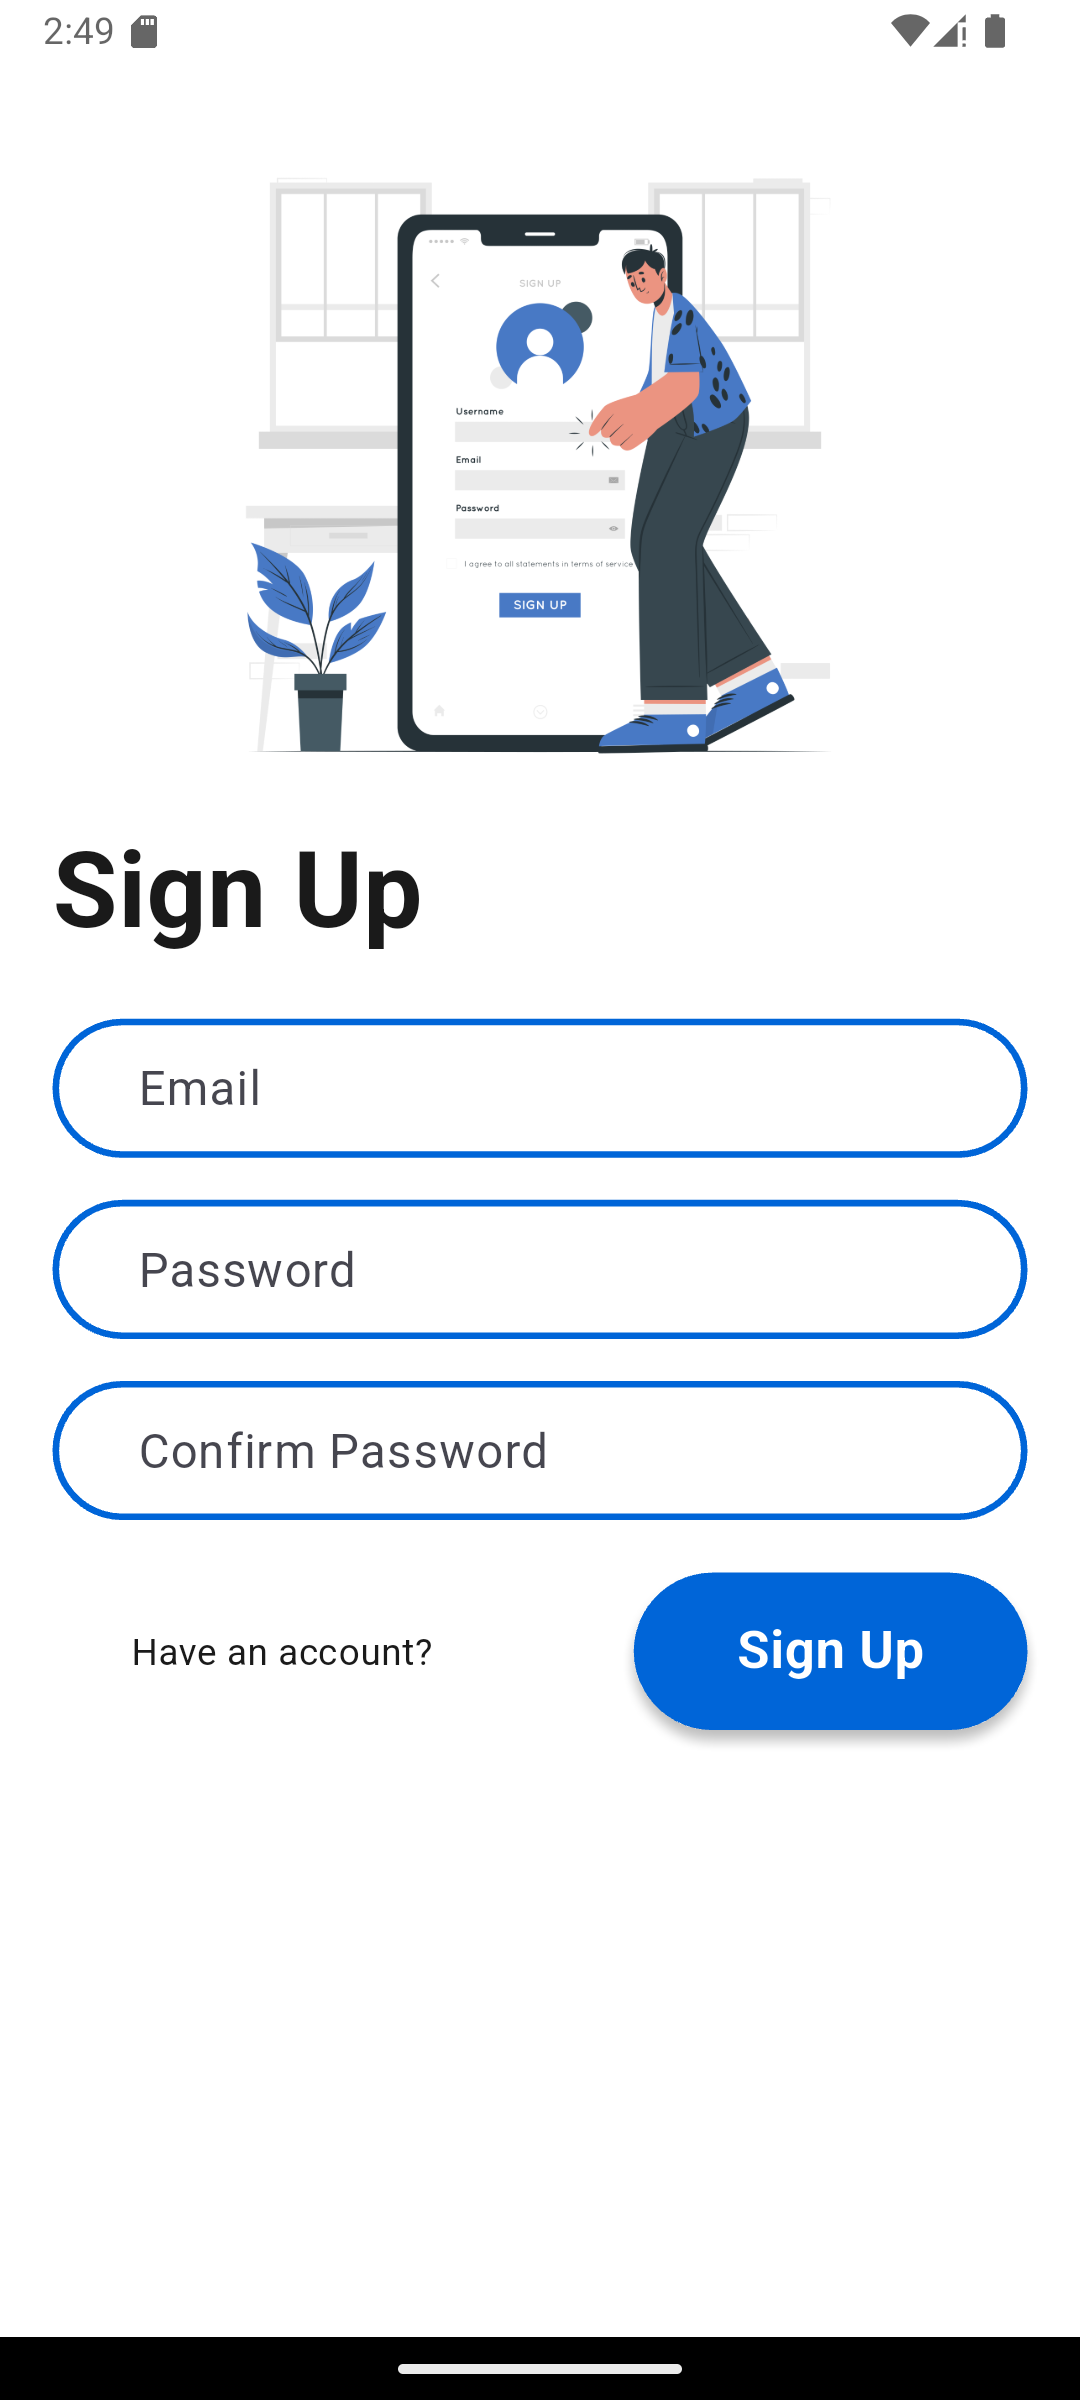 2:49
SIGN UP
Username
Email
Password
I agree to all statements in terms of service
SIGN UP
Sign Up
Email
Password
Confirm Password
Have an account?
Sign Up